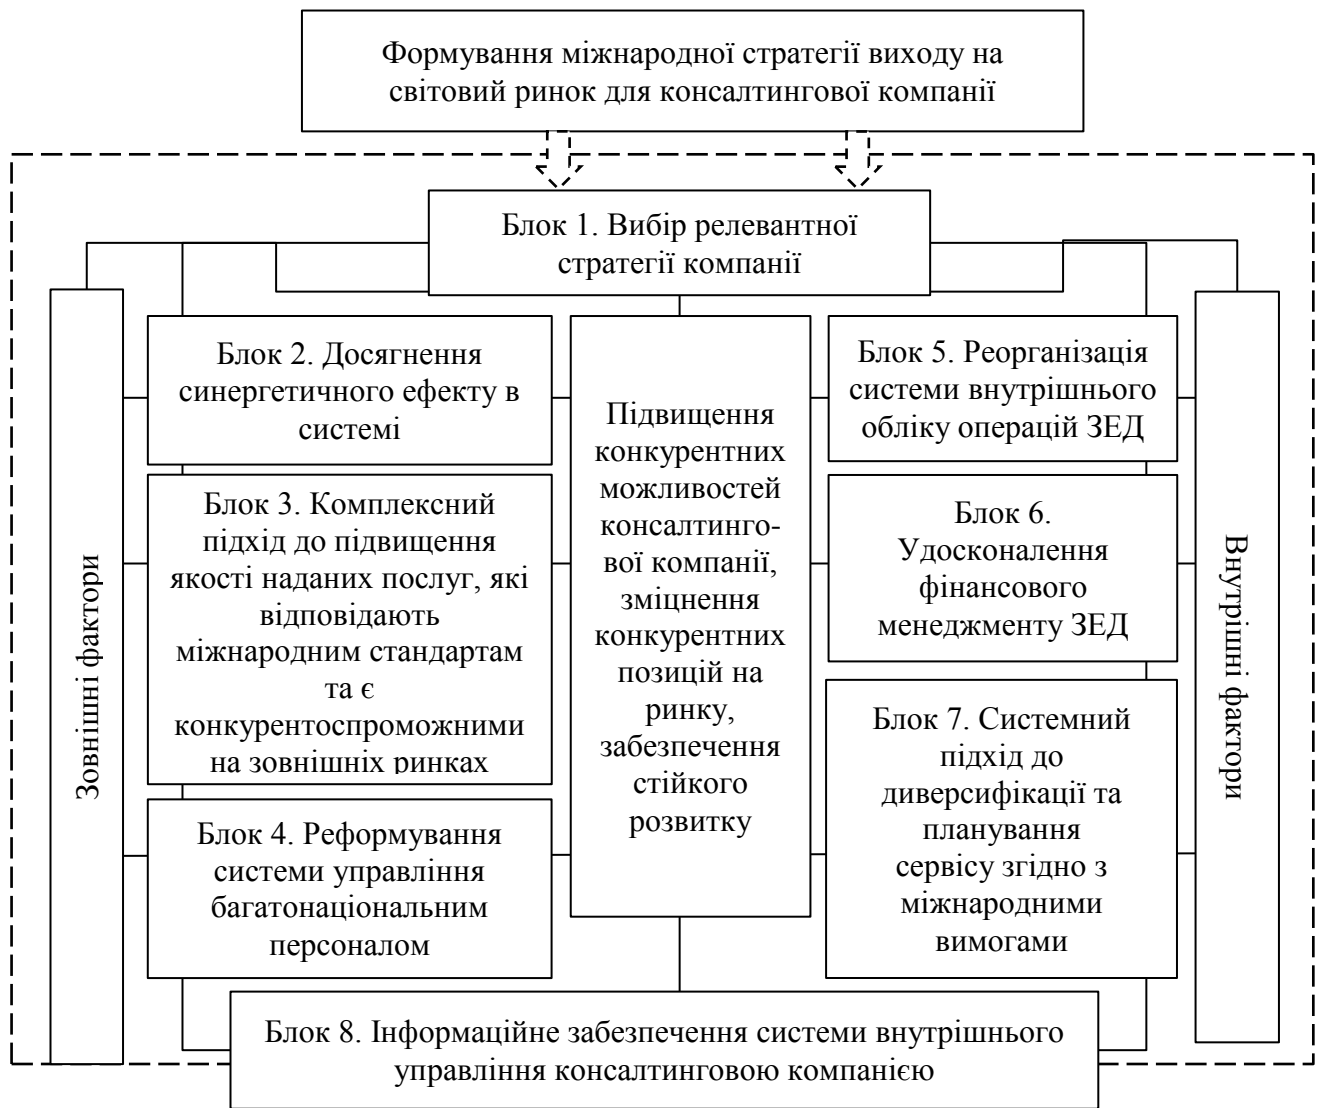 Формування міжнародної стратегії виходу на
світовий ринок для консалтингової компанії
Блок 1. Вибір релевантної
стратегії компанії
Зовнішні фактори
Блок 2. Досягнення
синергетичного ефекту в
системі
Блок 3. Комплексний
підхід до підвищення
якості наданих послуг, які
відповідають
міжнародним стандартам
та є
конкурентоспроможними
на зовнішніх ринках
Блок 4. Реформування
системи управління
багатонаціональним
персоналом
Підвищення
конкурентних
можливостей
консалтинго-
вої компанії,
зміцнення
конкурентних
позицій на
ринку,
забезпечення
стійкого
розвитку
Блок 5. Реорганізація
системи внутрішнього
обліку операцій ЗЕД
Блок 6.
Удосконалення
фінансового
менеджменту ЗЕД
Блок 7. Системний
підхід до
диверсифікації та
планування
сервісу згідно з
міжнародними
вимогами
Внутрішні фактори
Блок 8. Інформаційне забезпечення системи внутрішнього
управління консалтинговою компанією